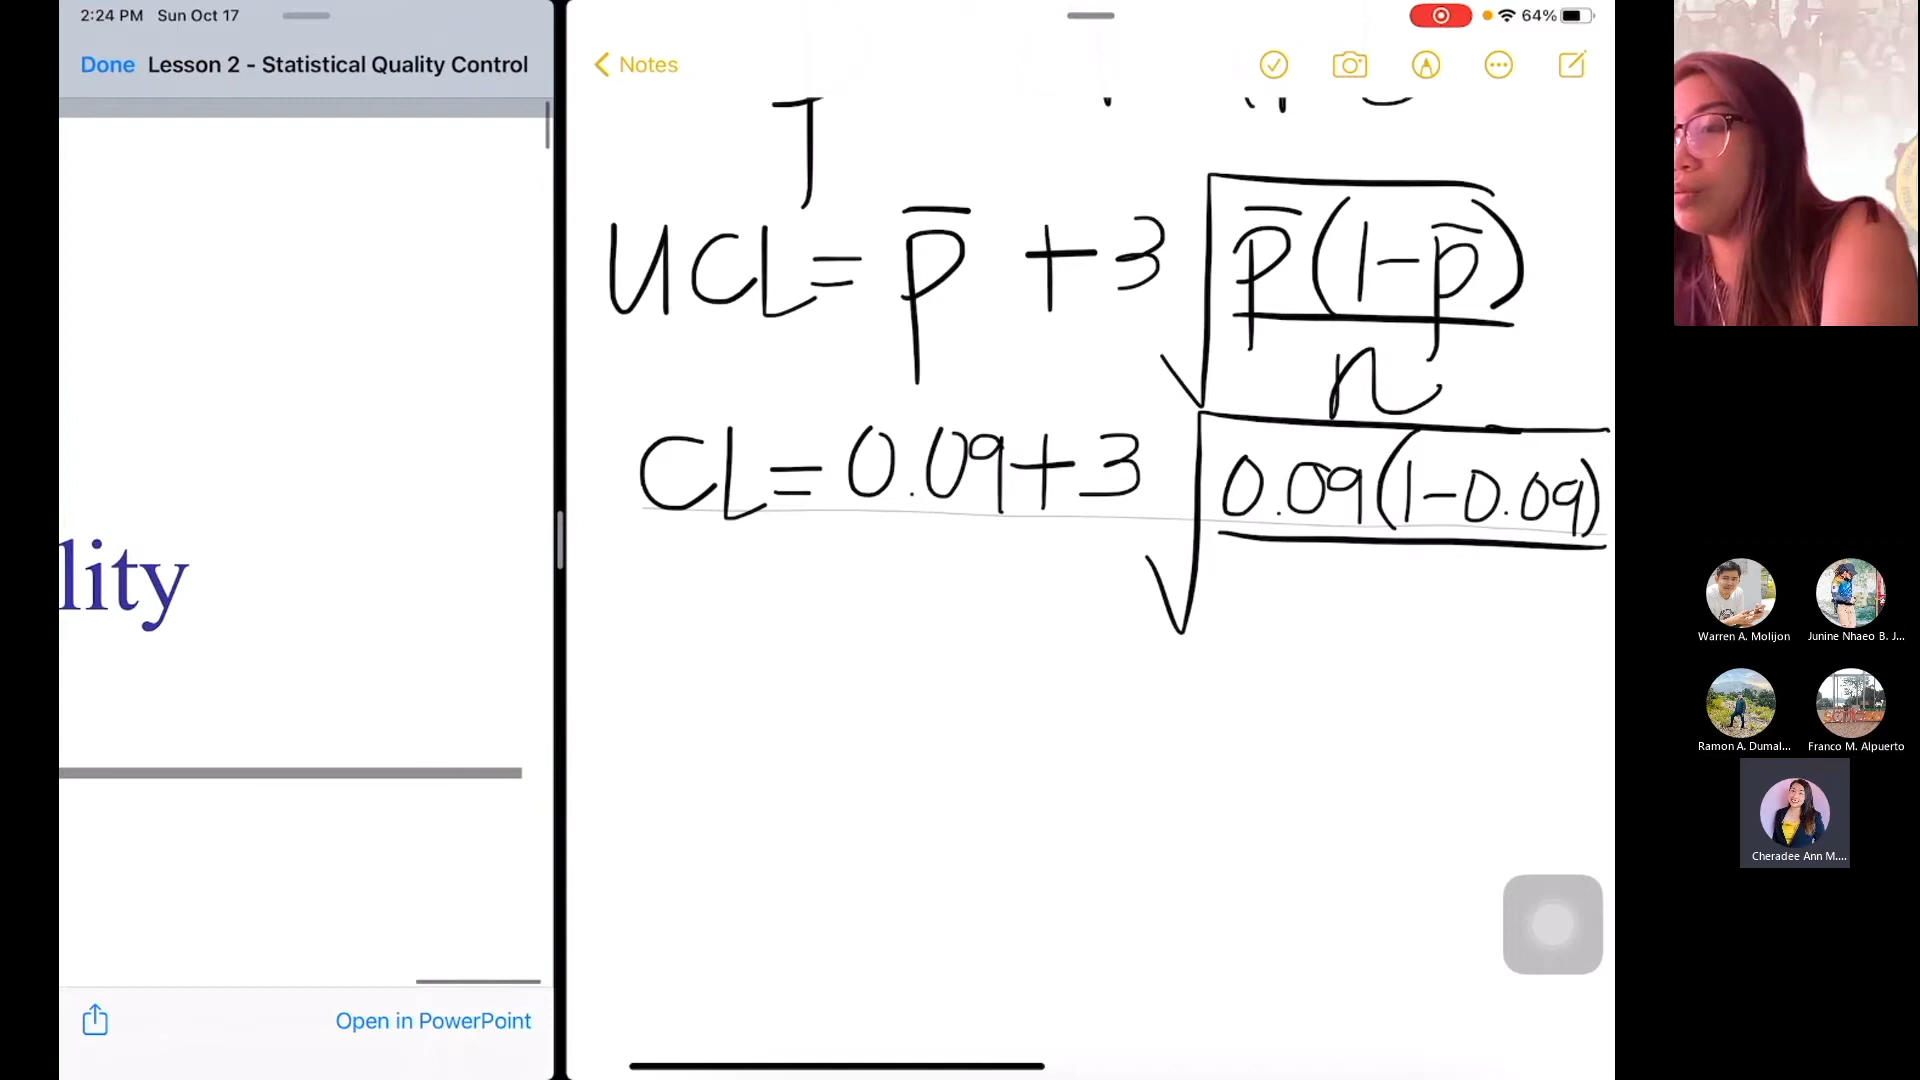 2:24 PM Sun Oct 17
Done Lesson 2 - Statistical Quality Control
lity
Open in PowerPoint
64%
Notes
UCL = p̅ + 3 √ p̅(1-p̅)
n
CL = 0.09 + 3 √ 0.09(1-0.09)
Warren A. Molijon
Junine Nhaeo B. J...
Ramon A. Dumal...
Franco M. Alpuerto
Cheradee Ann M....